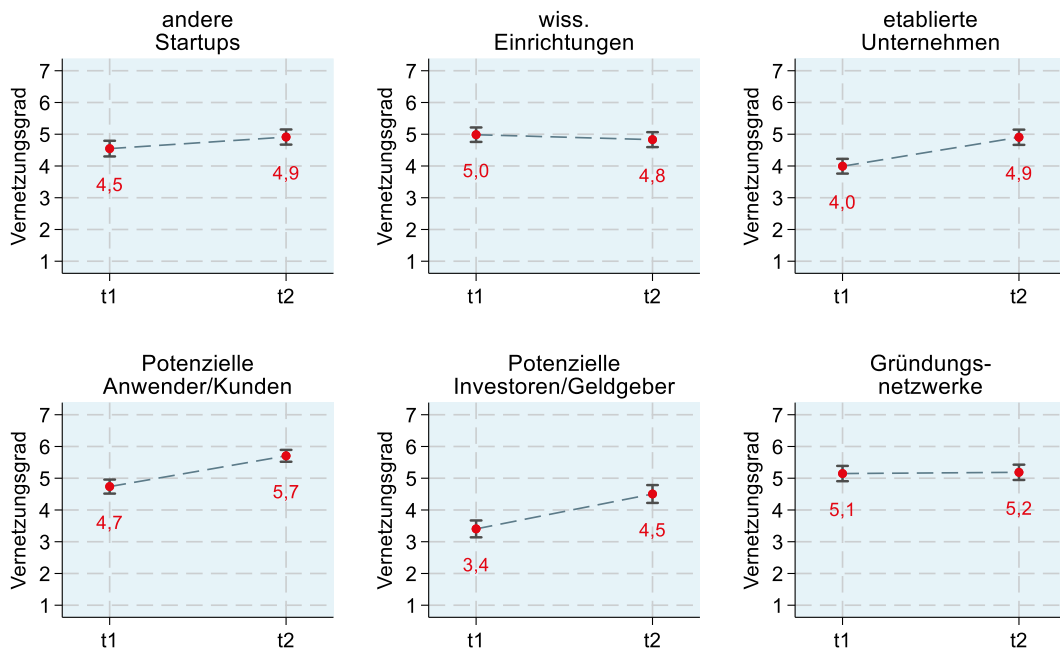 andere
Startups
wiss.
Einrichtungen
etablierte
Unternehmen
Vernetzungsgrad
7
6
5
4
3
2
1
4,5
4,9
t1
t2
Vernetzungsgrad
7
6
5
4
3
2
1
5,0
4,8
t1
t2
Vernetzungsgrad
7
6
5
4
3
2
1
4,0
4,9
t1
t2
Potenzielle
Anwender/Kunden
Potenzielle
Investoren/Geldgeber
Gründungs-
netzwerke
Vernetzungsgrad
7
6
5
4
3
2
1
4,7
5,7
t1
t2
Vernetzungsgrad
7
6
5
4
3
2
1
3,4
4,5
t1
t2
Vernetzungsgrad
7
6
5
4
3
2
1
5,1
5,2
t1
t2